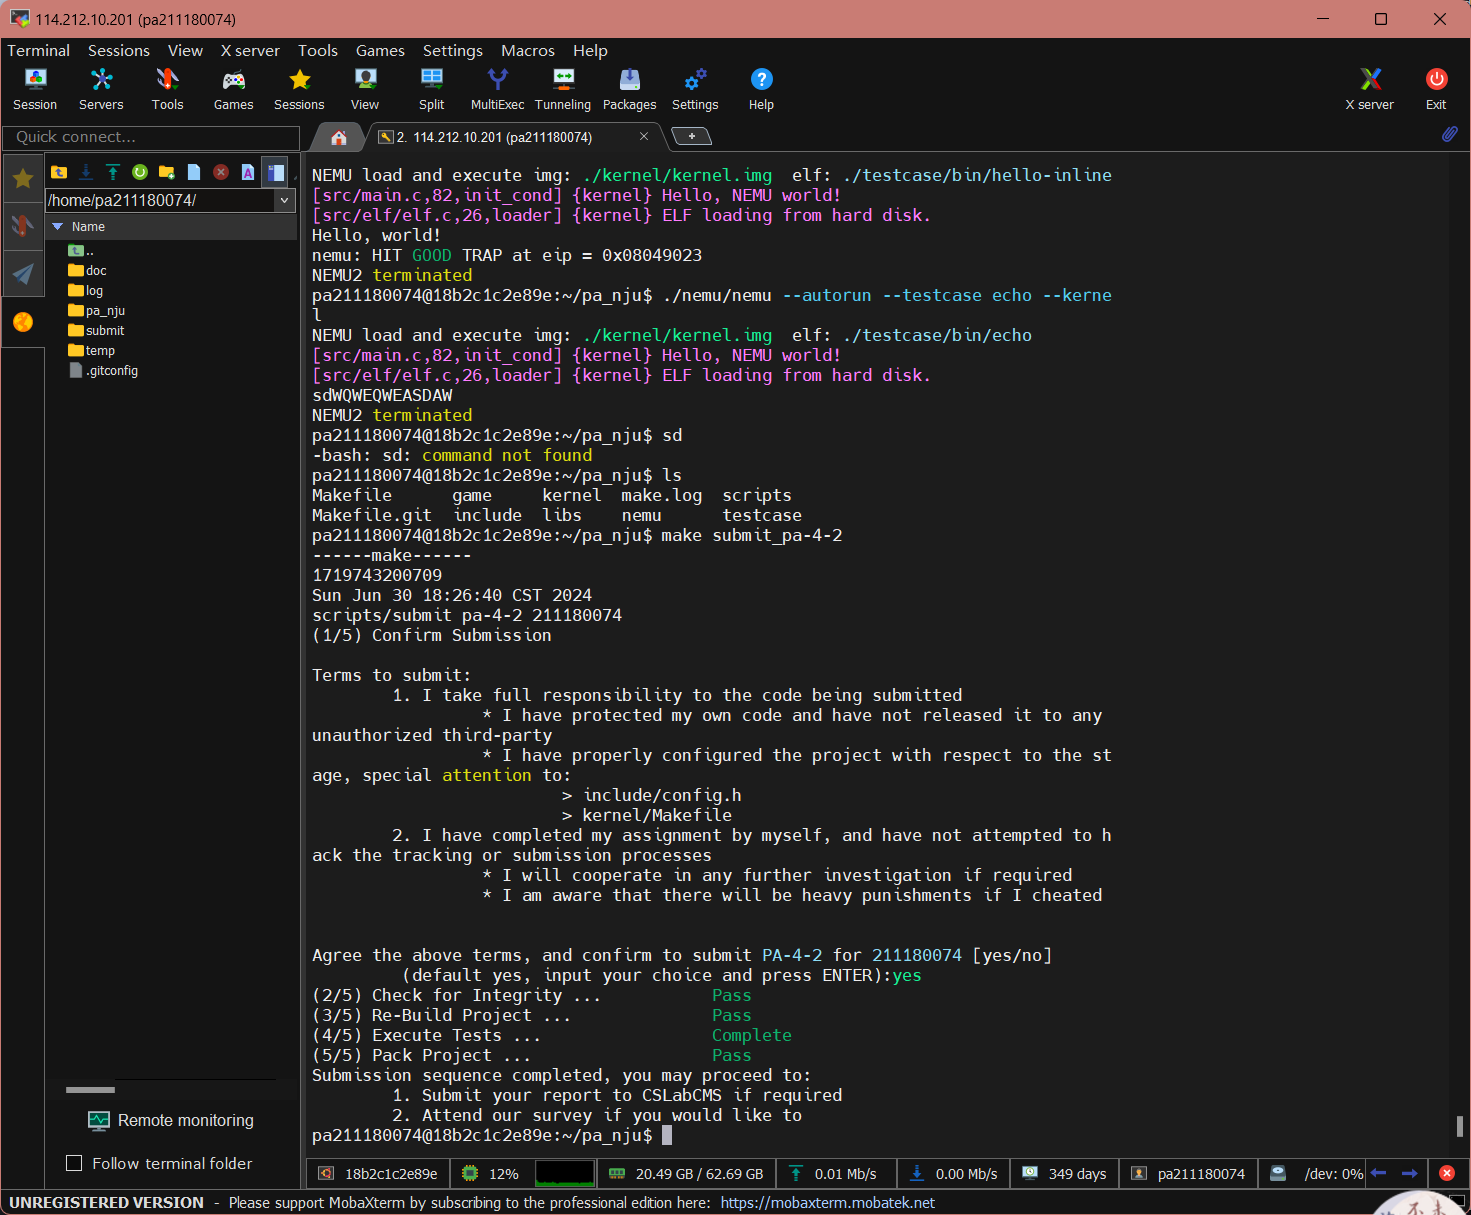 114.212.10.201 (pa211180074)
Terminal Sessions View X server Tools Games Settings Macros Help
Session Servers Tools Games Sessions View Split MultiExec Tunneling Packages Settings Help X server Exit
Quick connect...
2. 114.212.10.201 (pa211180074)
/home/pa211180074/
Name
..
doc
log
pa_nju
submit
temp
.gitconfig
Remote monitoring
Follow terminal folder
NEMU load and execute img: ./kernel/kernel.img  elf: ./testcase/bin/hello-inline
[src/main.c,82,init_cond] {kernel} Hello, NEMU world!
[src/elf/elf.c,26,loader] {kernel} ELF loading from hard disk.
Hello, world!
nemu: HIT GOOD TRAP at eip = 0x08049023
NEMU2 terminated
pa211180074@18b2c1c2e89e:~/pa_nju$ ./nemu/nemu --autorun --testcase echo --kerne
l
NEMU load and execute img: ./kernel/kernel.img  elf: ./testcase/bin/echo
[src/main.c,82,init_cond] {kernel} Hello, NEMU world!
[src/elf/elf.c,26,loader] {kernel} ELF loading from hard disk.
sdWQWEQWEASDAW
NEMU2 terminated
pa211180074@18b2c1c2e89e:~/pa_nju$ sd
-bash: sd: command not found
pa211180074@18b2c1c2e89e:~/pa_nju$ ls
Makefile      game     kernel  make.log  scripts
Makefile.git  include  libs    nemu      testcase
pa211180074@18b2c1c2e89e:~/pa_nju$ make submit_pa-4-2
------make------
1719743200709
Sun Jun 30 18:26:40 CST 2024
scripts/submit pa-4-2 211180074
(1/5) Confirm Submission
Terms to submit:
1. I take full responsibility to the code being submitted
* I have protected my own code and have not released it to any
unauthorized third-party
* I have properly configured the project with respect to the st
age, special attention to:
> include/config.h
> kernel/Makefile
2. I have completed my assignment by myself, and have not attempted to h
ack the tracking or submission processes
* I will cooperate in any further investigation if required
* I am aware that there will be heavy punishments if I cheated
Agree the above terms, and confirm to submit PA-4-2 for 211180074 [yes/no]
(default yes, input your choice and press ENTER):yes
(2/5) Check for Integrity ... Pass
(3/5) Re-Build Project ... Pass
(4/5) Execute Tests ... Complete
(5/5) Pack Project ... Pass
Submission sequence completed, you may proceed to:
1. Submit your report to CSLabCMS if required
2. Attend our survey if you would like to
pa211180074@18b2c1c2e89e:~/pa_nju$
18b2c1c2e89e 12% 20.49 GB / 62.69 GB 0.01 Mb/s 0.00 Mb/s 349 days pa211180074 /dev: 0%
UNREGISTERED VERSION - Please support MobaXterm by subscribing to the professional edition here: https://mobaxterm.mobatek.net